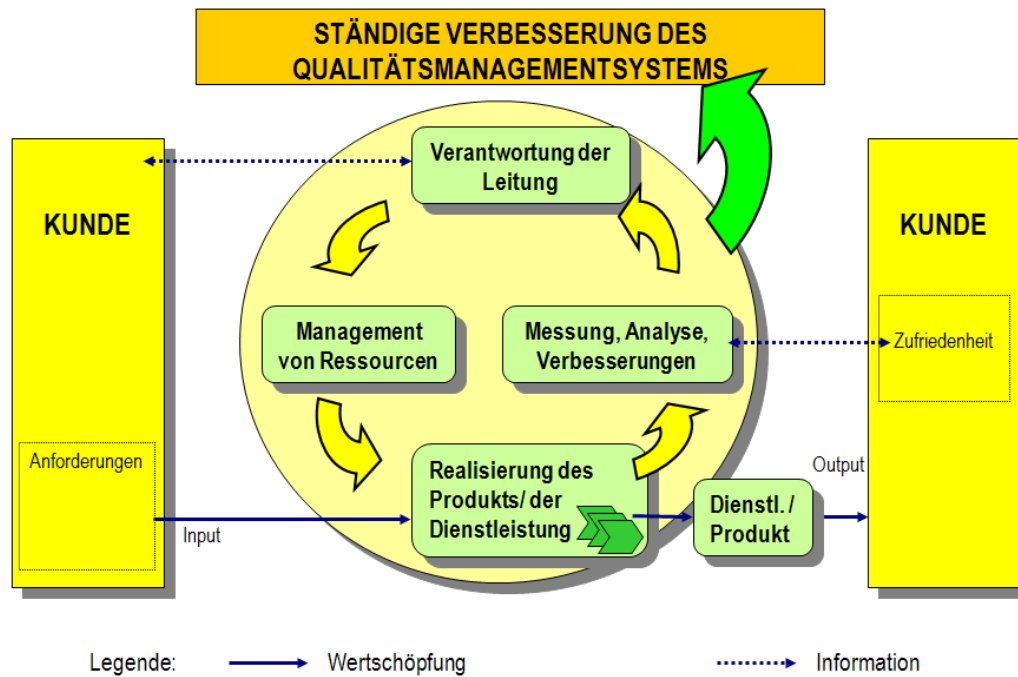 STÄNDIGE VERBESSERUNG DES
QUALITÄTSMANAGEMENTSYSTEMS
KUNDE
Anforderungen
Input
Verantwortung der
Leitung
Management
von Ressourcen
Messung, Analyse,
Verbesserungen
Realisierung des
Produkts/ der
Dienstleistung
Dienstl. /
Produkt
Output
KUNDE
Zufriedenheit
Legende:
Wertschöpfung
Information